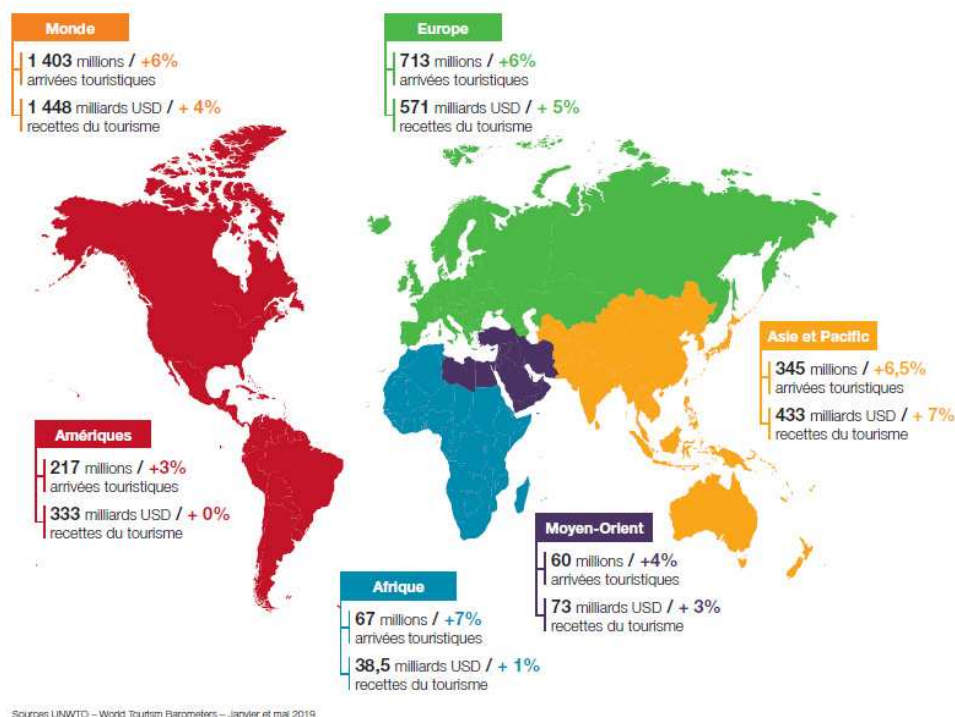 Monde
1 403 millions / +6%
arrivées touristiques
1 448 milliards USD / + 4%
recettes du tourisme
Europe
713 millions / +6%
arrivées touristiques
571 milliards USD / + 5%
recettes du tourisme
Asie et Pacific
345 millions / +6,5%
arrivées touristiques
433 milliards USD / + 7%
recettes du tourisme
Amériques
217 millions / +3%
arrivées touristiques
333 milliards USD / + 0%
recettes du tourisme
Moyen-Orient
60 millions / +4%
arrivées touristiques
73 milliards USD / + 3%
recettes du tourisme
Afrique
67 millions / +7%
arrivées touristiques
38,5 milliards USD / + 1%
recettes du tourisme
Sources UNWTO – World Tourism Barometers – Janvier et mai 2019